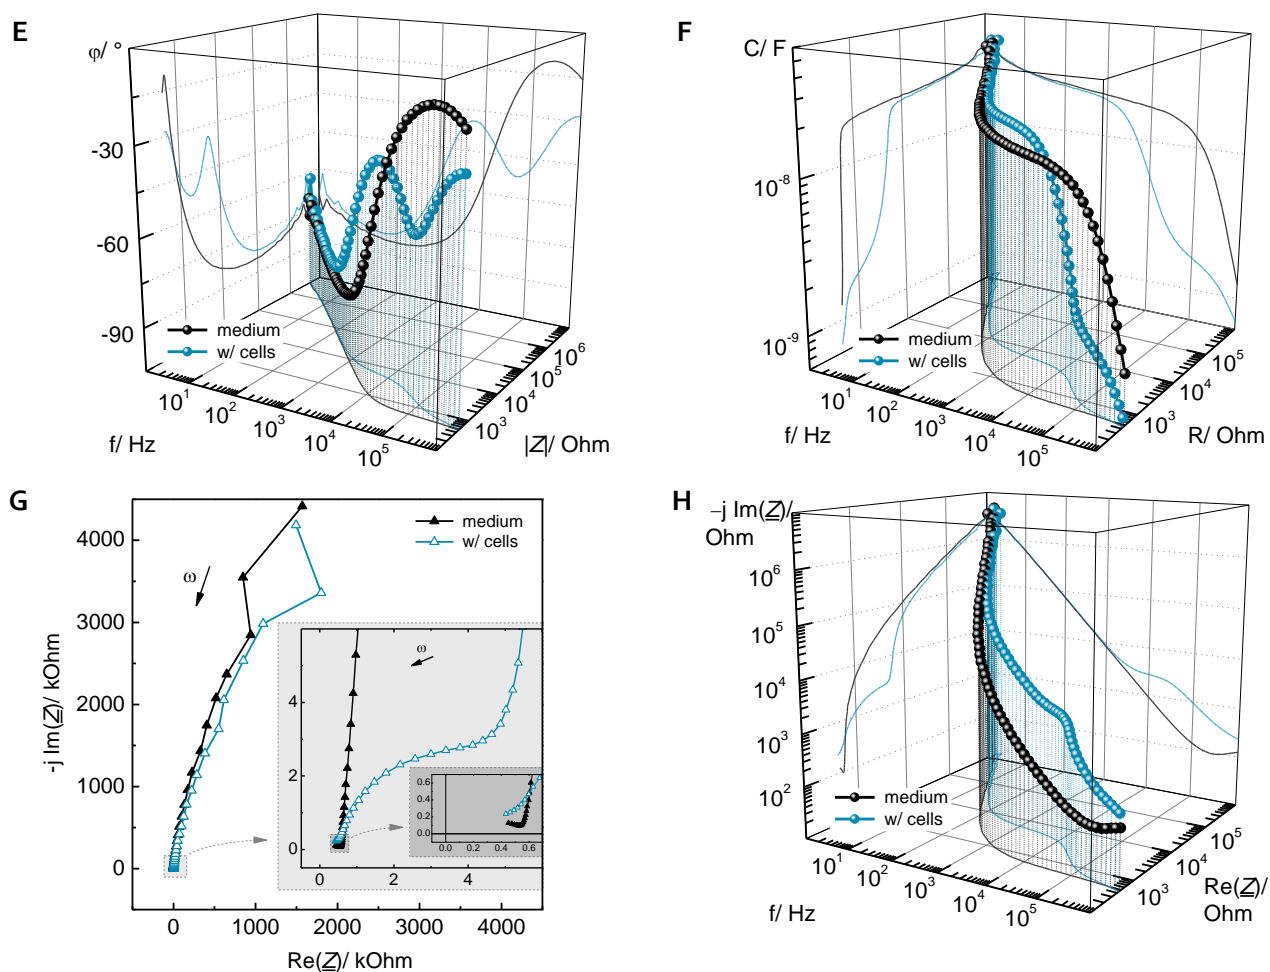 E
φ/ °
-30
-60
-90
medium
w/ cells
10¹
10²
10³
10⁴
10⁵
f/ Hz
10³
10⁴
10⁵
10⁶
|Z|/ Ohm
F
C/ F
10⁻⁸
10⁻⁹
medium
w/ cells
10¹
10²
10³
10⁴
10⁵
f/ Hz
10³
10⁴
10⁵
R/ Ohm
G
-j Im(Z)/ kOhm
4000
3000
2000
1000
0
0
1000
2000
3000
4000
Re(Z)/ kOhm
medium
w/ cells
ω
ω
4
2
0
0
2
4
0.6
0.4
0.2
0.0
0.0
0.2
0.4
0.6
H
−j Im(Z)/
Ohm
10⁶
10⁵
10⁴
10³
10²
medium
w/ cells
10¹
10²
10³
10⁴
10⁵
f/ Hz
10³
10⁴
10⁵
Re(Z)/
Ohm